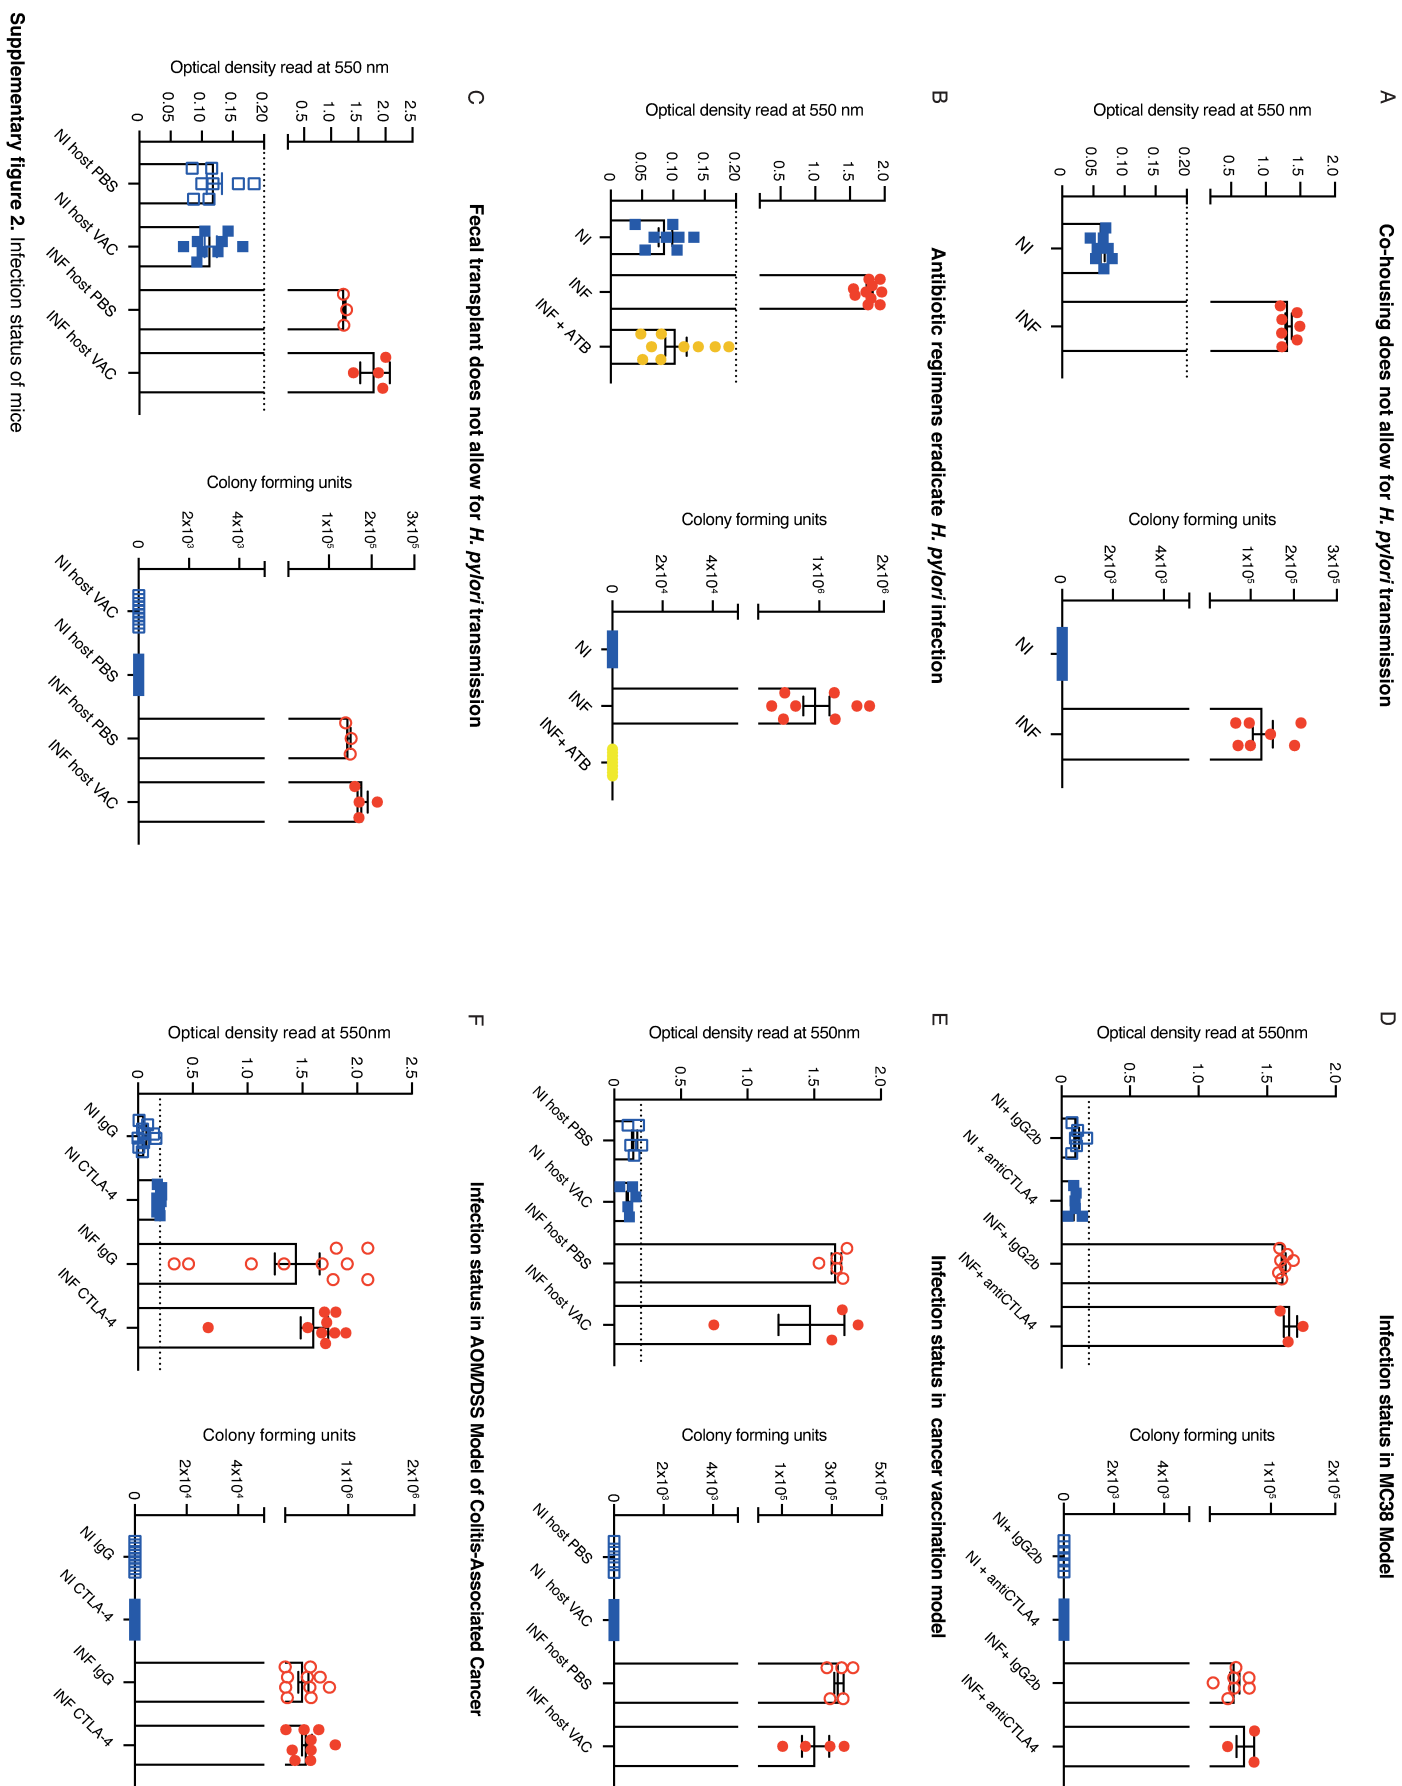 A
Co-housing does not allow for H. pylori transmission
Optical density read at 550 nm
2.0
1.5
1.0
0.5
0.20
0.15
0.10
0.05
0
NI
INF
Colony forming units
3x10⁵
2x10⁵
1x10⁵
4x10³
2x10³
0
NI
INF
B
Antibiotic regimens eradicate H. pylori infection
Optical density read at 550 nm
2.0
1.5
1.0
0.5
0.20
0.15
0.10
0.05
0
NI
INF
INF + ATB
Colony forming units
2x10⁶
1x10⁶
4x10⁴
2x10⁴
0
NI
INF
INF+ ATB
C
Fecal transplant does not allow for H. pylori transmission
Optical density read at 550 nm
2.5
2.0
1.5
1.0
0.5
0.20
0.15
0.10
0.05
0
NI host PBS
NI host VAC
INF host PBS
INF host VAC
Colony forming units
3x10⁵
2x10⁵
1x10⁵
4x10³
2x10³
0
NI host VAC
NI host PBS
INF host PBS
INF host VAC
D
Infection status in MC38 Model
Optical density read at 550nm
2.0
1.5
1.0
0.5
0
NI+ IgG2b
NI + antiCTLA4
INF+ IgG2b
INF+ antiCTLA4
Colony forming units
2x10⁵
1x10⁵
4x10³
2x10³
0
NI+ IgG2b
NI + antiCTLA4
INF+ IgG2b
INF+ antiCTLA4
E
Infection status in cancer vaccination model
Optical density read at 550nm
2.0
1.5
1.0
0.5
0
NI host PBS
NI host VAC
INF host PBS
INF host VAC
Colony forming units
5x10⁵
3x10⁵
1x10⁵
4x10³
2x10³
0
NI host PBS
NI host VAC
INF host PBS
INF host VAC
F
Infection status in AOM/DSS Model of Colitis-Associated Cancer
Optical density read at 550nm
2.5
2.0
1.5
1.0
0.5
0
NI IgG
NI CTLA-4
INF IgG
INF CTLA-4
Colony forming units
2x10⁶
1x10⁶
4x10⁴
2x10⁴
0
NI IgG
NI CTLA-4
INF IgG
INF CTLA-4
Supplementary figure 2. Infection status of mice